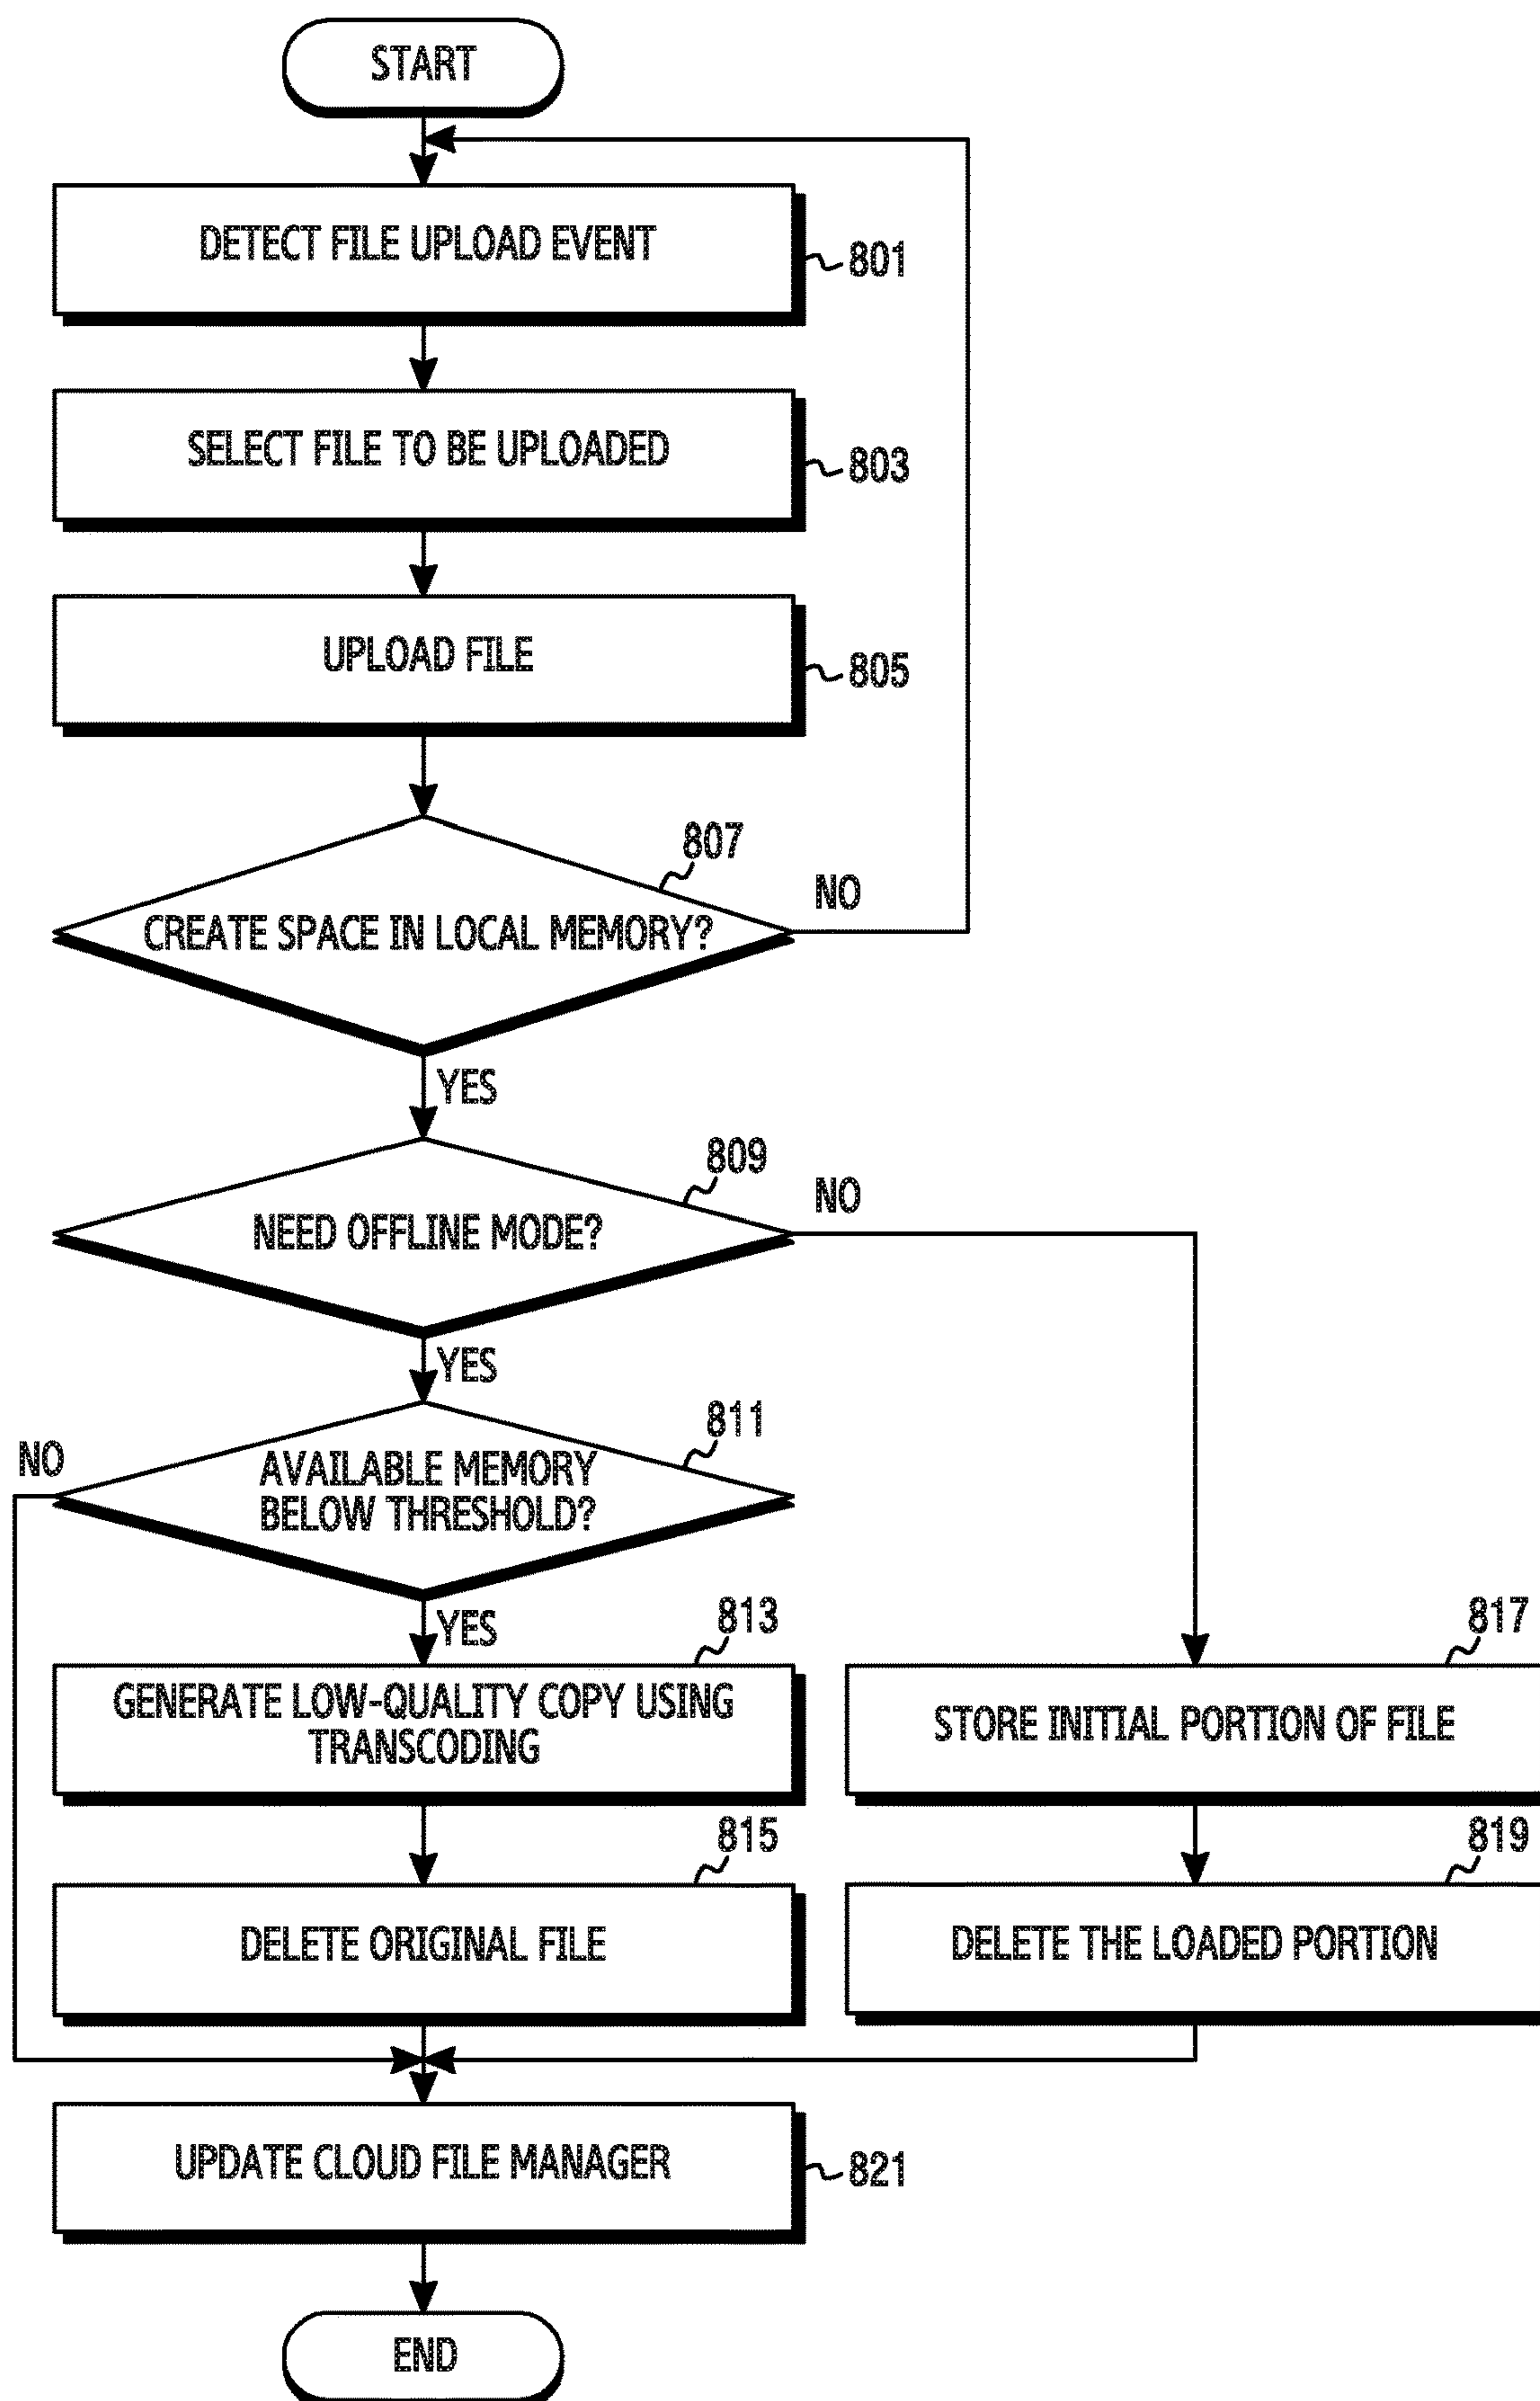 START
DETECT FILE UPLOAD EVENT
801
SELECT FILE TO BE UPLOADED
803
UPLOAD FILE
805
807
CREATE SPACE IN LOCAL MEMORY?
NO
YES
809
NEED OFFLINE MODE?
NO
YES
811
NO
AVAILABLE MEMORY
BELOW THRESHOLD?
YES
813
GENERATE LOW-QUALITY COPY USING
TRANSCODING
817
STORE INITIAL PORTION OF FILE
815
DELETE ORIGINAL FILE
819
DELETE THE LOADED PORTION
UPDATE CLOUD FILE MANAGER
821
END